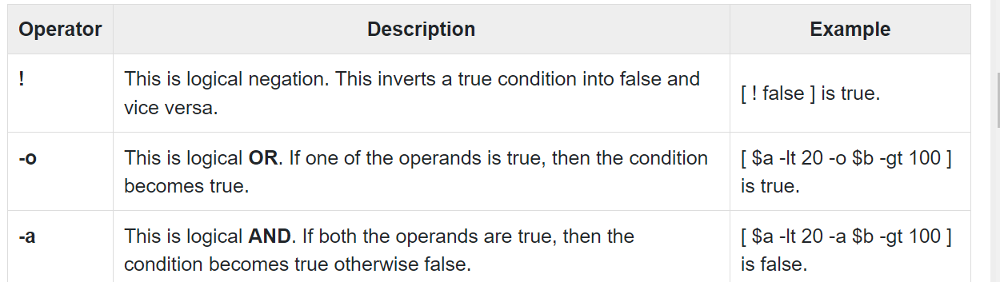 Operator Description Example
! This is logical negation. This inverts a true condition into false and
vice versa.
[ ! false ] is true.
-o This is logical OR. If one of the operands is true, then the condition
becomes true.
[ $a -lt 20 -o $b -gt 100 ]
is true.
-a This is logical AND. If both the operands are true, then the
condition becomes true otherwise false.
[ $a -lt 20 -a $b -gt 100 ]
is false.